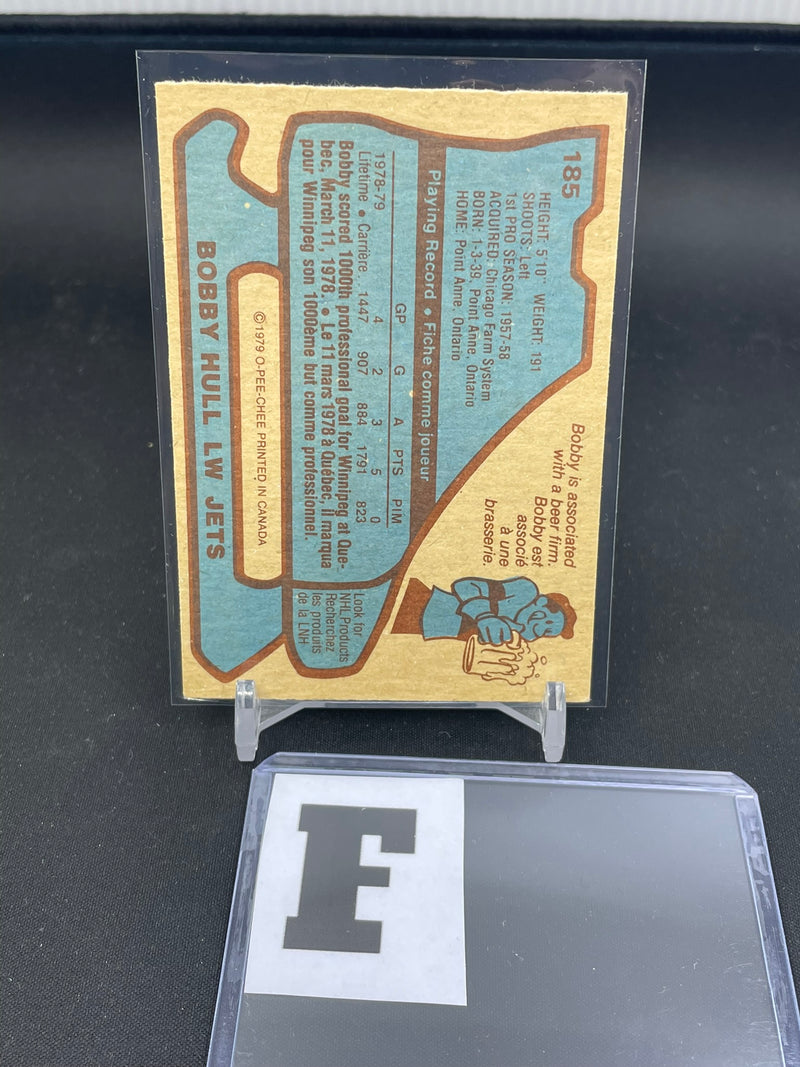 185
HEIGHT: 5'10" WEIGHT: 191
SHOOTS: Left
1st PRO SEASON: 1957-58
ACQUIRED: Chicago Farm System
BORN: 1-3-39, Point Anne, Ontario
HOME: Point Anne, Ontario
Bobby is associated
with a beer firm.
Bobby est
associé
à une
brasserie.
Playing Record • Fiche comme joueur
GP G A PTS PIM
1978-79 4 2 3 5 0
Lifetime • Carrière... 1447 907 884 1791 823
Bobby scored 1000th professional goal for Winnipeg at Que-
bec, March 11, 1978. • Le 11 mars 1978 à Québec, il marqua
pour Winnipeg son 1000ème but comme professionnel.
Look for
NHL Products
Recherchez
les produits
de la LNH
©1979 O-PEE-CHEE PRINTED IN CANADA
BOBBY HULL LW JETS
F